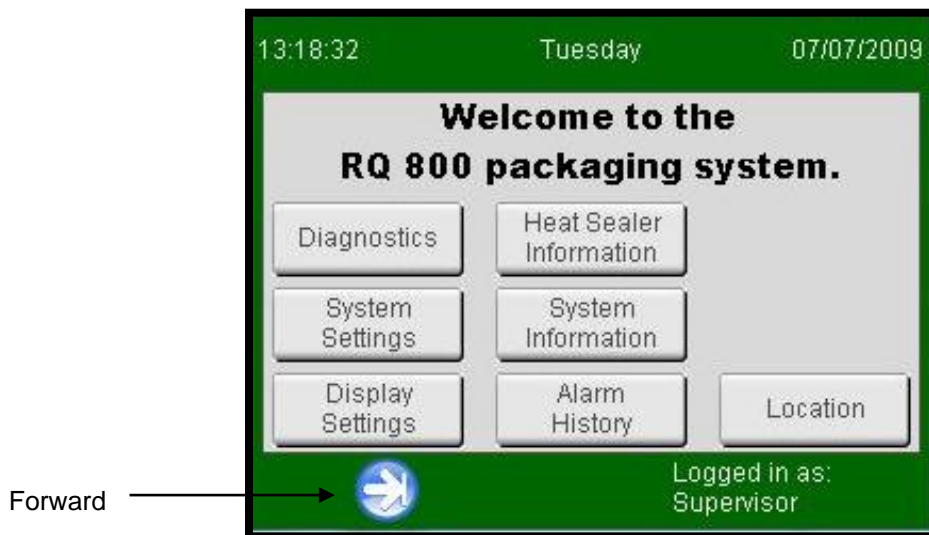 13:18:32 Tuesday 07/07/2009
Welcome to the
RQ 800 packaging system.
Diagnostics
Heat Sealer
Information
System
Settings
System
Information
Display
Settings
Alarm
History
Location
Forward
Logged in as:
Supervisor